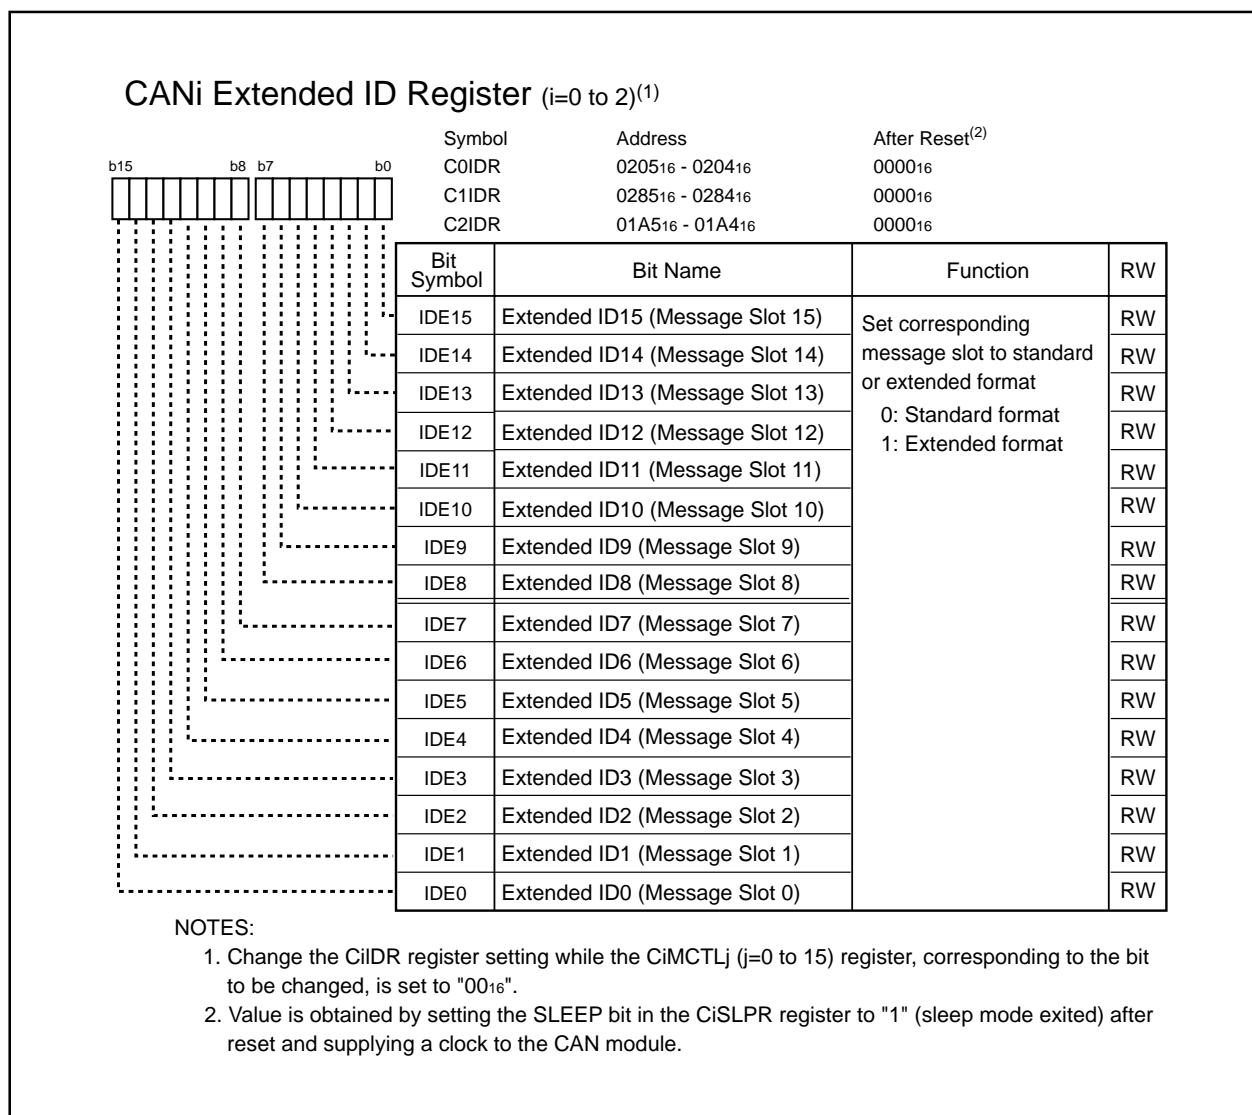 CANi Extended ID Register (i=0 to 2)(1)
Symbol Address After Reset(2)
b15 b8 b7 b0 C0IDR 020516 - 020416 000016
C1IDR 028516 - 028416 000016
C2IDR 01A516 - 01A416 000016
Bit Symbol Bit Name Function RW
IDE15 Extended ID15 (Message Slot 15) Set corresponding RW
IDE14 Extended ID14 (Message Slot 14) message slot to standard RW
IDE13 Extended ID13 (Message Slot 13) or extended format RW
IDE12 Extended ID12 (Message Slot 12) 0: Standard format RW
IDE11 Extended ID11 (Message Slot 11) 1: Extended format RW
IDE10 Extended ID10 (Message Slot 10) RW
IDE9 Extended ID9 (Message Slot 9) RW
IDE8 Extended ID8 (Message Slot 8) RW
IDE7 Extended ID7 (Message Slot 7) RW
IDE6 Extended ID6 (Message Slot 6) RW
IDE5 Extended ID5 (Message Slot 5) RW
IDE4 Extended ID4 (Message Slot 4) RW
IDE3 Extended ID3 (Message Slot 3) RW
IDE2 Extended ID2 (Message Slot 2) RW
IDE1 Extended ID1 (Message Slot 1) RW
IDE0 Extended ID0 (Message Slot 0) RW
NOTES:
1. Change the CiIDR register setting while the CiMCTLj (j=0 to 15) register, corresponding to the bit
to be changed, is set to "0016".
2. Value is obtained by setting the SLEEP bit in the CiSLPR register to "1" (sleep mode exited) after
reset and supplying a clock to the CAN module.